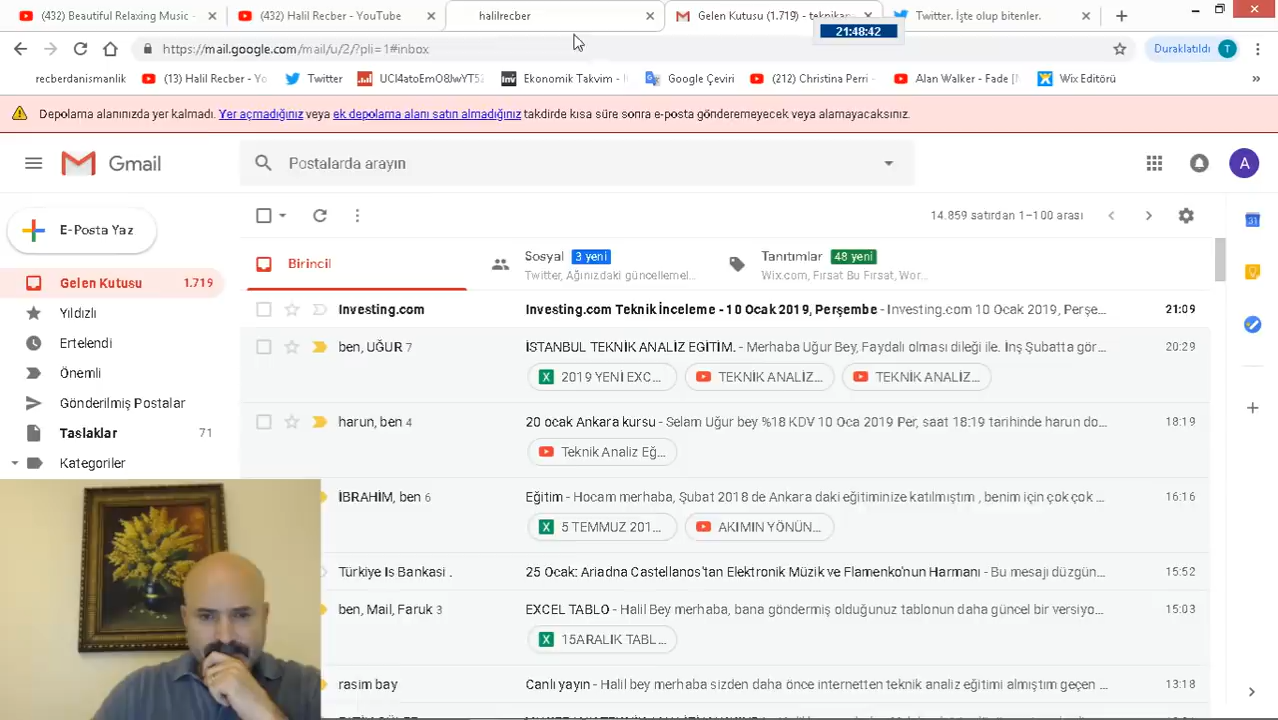 (432) Beautiful Relaxing Music -
(432) Halil Recber - YouTube
halilrecber
Gelen Kutusu (1.719) - teknikar
Twitter. İşte olup bitenler.
21:48:42
https://mail.google.com/mail/u/2/?pli=1#inbox
Duraklatıldı
T
recberdanismanlik
(13) Halil Recber - Yo
Twitter
UCI4atoEmO8JwYT52
Ekonomik Takvim -
Google Çeviri
(212) Christina Perri -
Alan Walker - Fade [
Wix Editörü
»
Depolama alanınızda yer kalmadı. Yer açmadığınız veya ek depolama alanı satın almadığınız takdirde kısa süre sonra e-posta gönderemeyecek veya alamayacaksınız.
Gmail
Postalarda arayın
A
E-Posta Yaz
14.859 satırdan 1–100 arası
31
Gelen Kutusu 1.719
Yıldızlı
Ertelendi
Önemli
Gönderilmiş Postalar
Taslaklar 71
Kategoriler
Birincil
Sosyal 3 yeni
Twitter, Ağınızdaki güncellemel...
Tanıtımlar 48 yeni
Wix.com, Fırsat Bu Fırsat, Wor...
Investing.com Investing.com Teknik İnceleme - 10 Ocak 2019, Perşembe - Investing.com 10 Ocak 2019, Perşe... 21:09
ben, UĞUR 7 İSTANBUL TEKNİK ANALİZ EGİTİM. - Merhaba Uğur Bey, Faydalı olması dileği ile. İnş Şubatta gör... 20:29
2019 YENİ EXC... TEKNİK ANALİZ... TEKNİK ANALİZ...
harun, ben 4 20 ocak Ankara kursu - Selam Uğur bey %18 KDV 10 Oca 2019 Per, saat 18:19 tarihinde harun do... 18:19
Teknik Analiz Eğ...
İBRAHİM, ben 6 Eğitim - Hocam merhaba, Şubat 2018 de Ankara daki eğitiminize katılmıştım , benim için çok çok ... 16:16
5 TEMMUZ 201... AKIMIN YÖNÜN...
Türkiye Is Bankasi . 25 Ocak: Ariadna Castellanos'tan Elektronik Müzik ve Flamenko'nun Harmanı - Bu mesajı düzgün... 15:52
ben, Mail, Faruk 3 EXCEL TABLO - Halil Bey merhaba, bana göndermiş olduğunuz tablonun daha güncel bir versiyo... 15:03
15ARALIK TABL...
rasim bay Canlı yayın - Halil bey merhaba sizden daha önce internetten teknik analiz eğitimi almıştım geçen ... 13:18